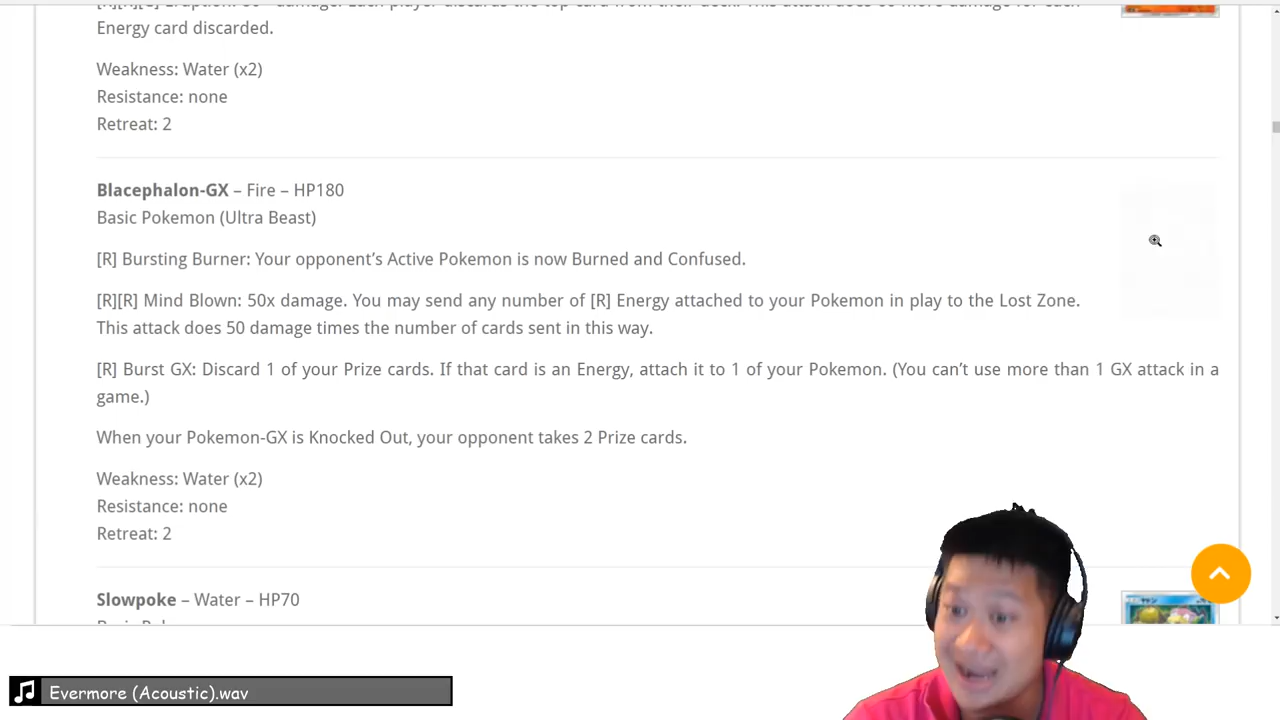 Energy card discarded.
Weakness: Water (x2)
Resistance: none
Retreat: 2
Blacephalon-GX – Fire – HP180
Basic Pokemon (Ultra Beast)
[R] Bursting Burner: Your opponent’s Active Pokemon is now Burned and Confused.
[R][R] Mind Blown: 50x damage. You may send any number of [R] Energy attached to your Pokemon in play to the Lost Zone.
This attack does 50 damage times the number of cards sent in this way.
[R] Burst GX: Discard 1 of your Prize cards. If that card is an Energy, attach it to 1 of your Pokemon. (You can’t use more than 1 GX attack in a
game.)
When your Pokemon-GX is Knocked Out, your opponent takes 2 Prize cards.
Weakness: Water (x2)
Resistance: none
Retreat: 2
Slowpoke – Water – HP70
Evermore (Acoustic).wav